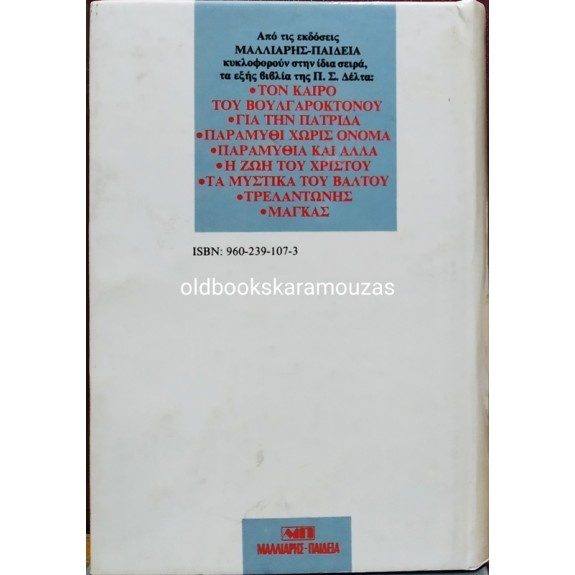 Από τις εκδόσεις
ΜΑΛΛΙΑΡΗΣ-ΠΑΙΔΕΙΑ
κυκλοφορούν στην ίδια σειρά,
τα εξής βιβλία της Π. Σ. Δέλτα:
•ΤΟΝ ΚΑΙΡΟ
ΤΟΥ ΒΟΥΛΓΑΡΟΚΤΟΝΟΥ
•ΓΙΑ ΤΗΝ ΠΑΤΡΙΔΑ
•ΠΑΡΑΜΥΘΙ ΧΩΡΙΣ ΟΝΟΜΑ
•ΠΑΡΑΜΥΘΙΑ ΚΑΙ ΑΛΛΑ
•Η ΖΩΗ ΤΟΥ ΧΡΙΣΤΟΥ
•ΤΑ ΜΥΣΤΙΚΑ ΤΟΥ ΒΑΛΤΟΥ
•ΤΡΕΛΑΝΤΩΝΗΣ
•ΜΑΓΚΑΣ
ISBN: 960-239-107-3
oldbookskaramouzas
ΜΠ
ΜΑΛΛΙΑΡΗΣ-ΠΑΙΔΕΙΑ